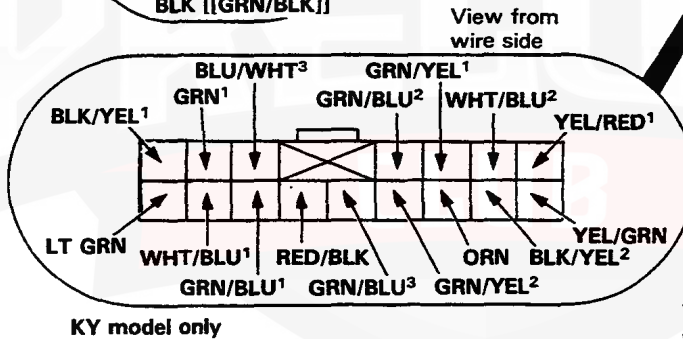 BLK [[GRN/BLK]]
View from
wire side
BLU/WHT³ GRN/YEL¹
GRN¹ GRN/BLU² WHT/BLU²
BLK/YEL¹ YEL/RED¹
LT GRN YEL/GRN
WHT/BLU¹ RED/BLK ORN BLK/YEL²
GRN/BLU¹ GRN/BLU³ GRN/YEL²
KY model only